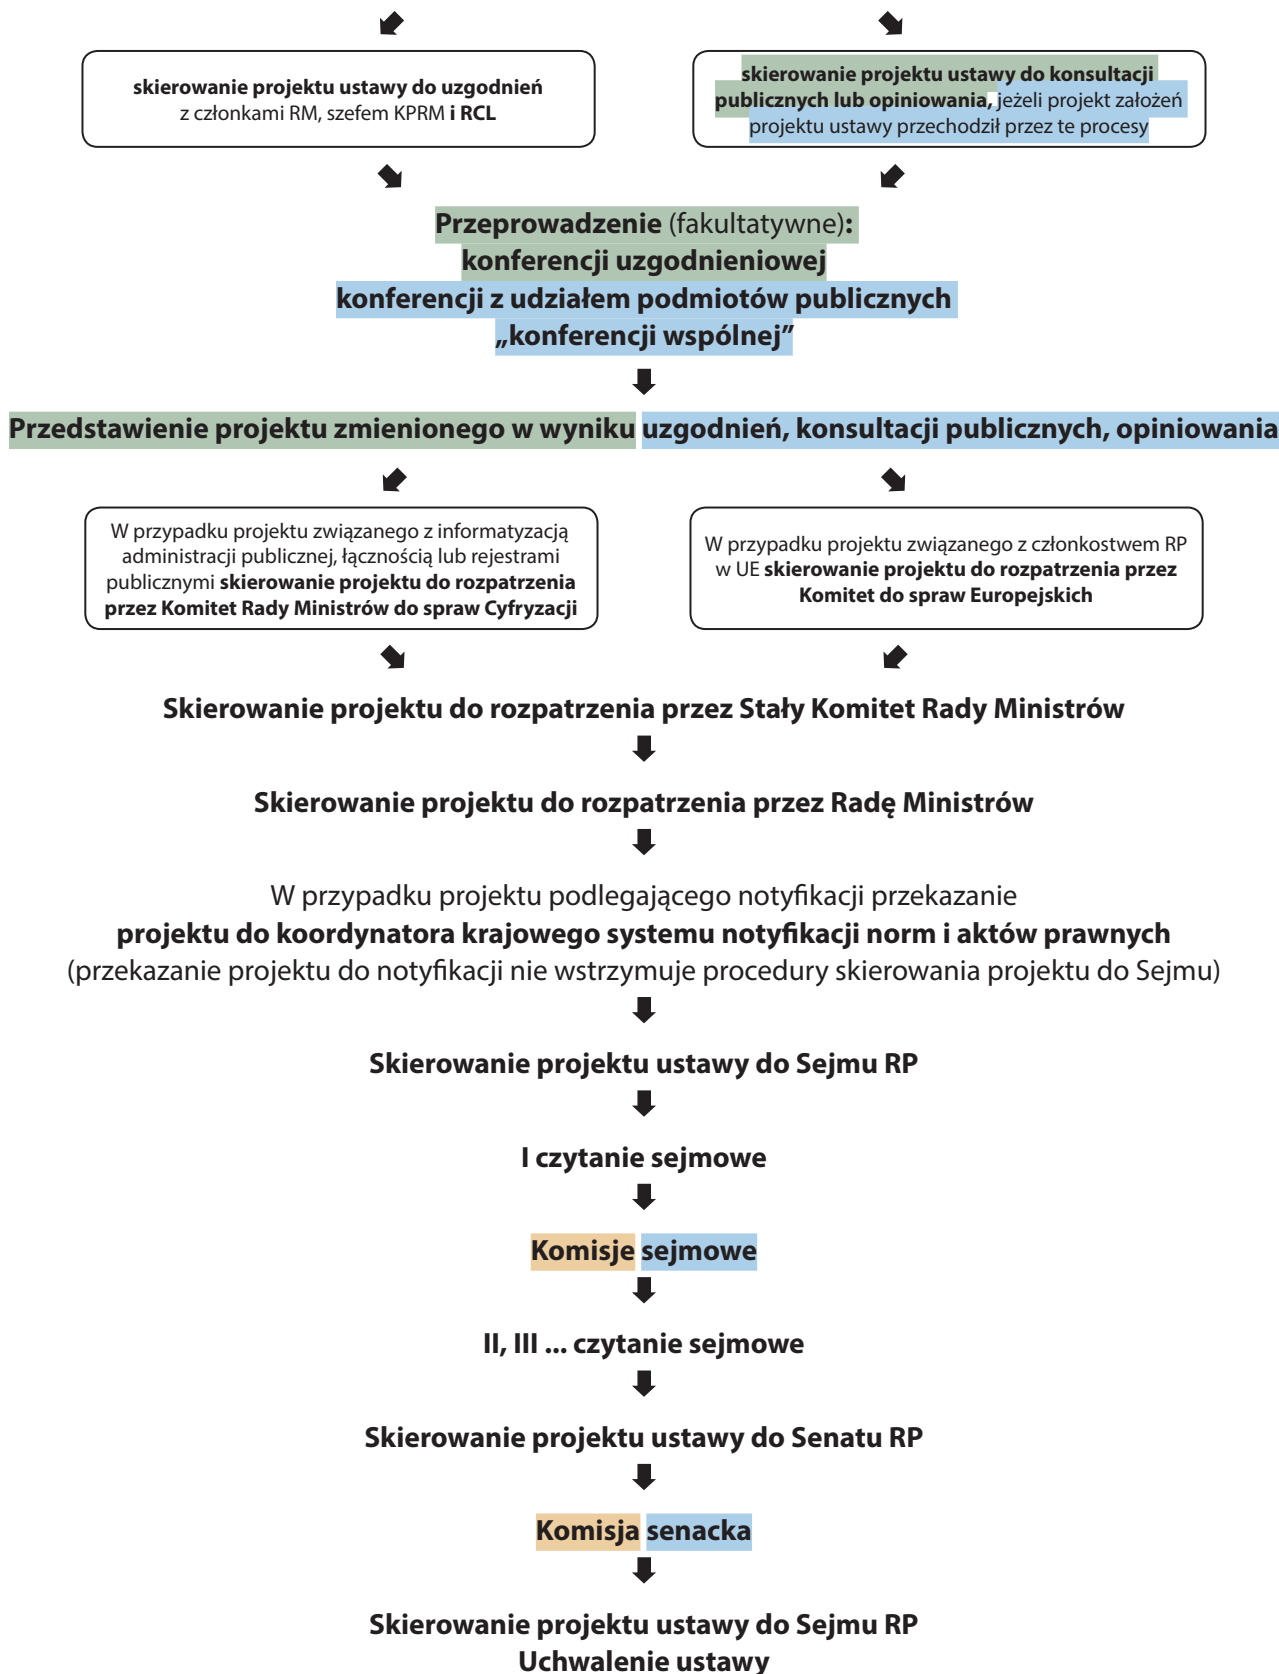 skierowanie projektu ustawy do uzgodnień
z członkami RM, szefem KPRM i RCL
skierowanie projektu ustawy do konsultacji
publicznych lub opiniowania, jeżeli projekt założeń
projektu ustawy przechodził przez te procesy
Przeprowadzenie (fakultatywne):
konferencji uzgodnieniowej
konferencji z udziałem podmiotów publicznych
„konferencji wspólnej”
Przedstawienie projektu zmienionego w wyniku uzgodnień, konsultacji publicznych, opiniowania
W przypadku projektu związanego z informatyzacją
administracji publicznej, łącznością lub rejestrami
publicznymi skierowanie projektu do rozpatrzenia
przez Komitet Rady Ministrów do spraw Cyfryzacji
W przypadku projektu związanego z członkostwem RP
w UE skierowanie projektu do rozpatrzenia przez
Komitet do spraw Europejskich
Skierowanie projektu do rozpatrzenia przez Stały Komitet Rady Ministrów
Skierowanie projektu do rozpatrzenia przez Radę Ministrów
W przypadku projektu podlegającego notyfikacji przekazanie
projektu do koordynatora krajowego systemu notyfikacji norm i aktów prawnych
(przekazanie projektu do notyfikacji nie wstrzymuje procedury skierowania projektu do Sejmu)
Skierowanie projektu ustawy do Sejmu RP
I czytanie sejmowe
Komisje sejmowe
II, III ... czytanie sejmowe
Skierowanie projektu ustawy do Senatu RP
Komisja senacka
Skierowanie projektu ustawy do Sejmu RP
Uchwalenie ustawy